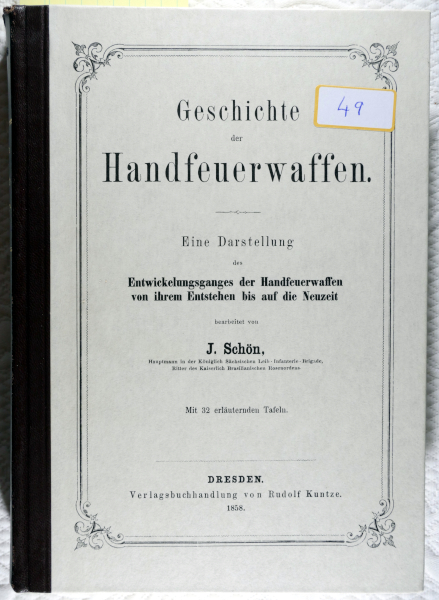 Geschichte
49
der
Handfeuerwaffen.
Eine Darstellung
des
Entwickelungsganges der Handfeuerwaffen
von ihrem Entstehen bis auf die Neuzeit
bearbeitet von
J. Schön,
Hauptmann in der Königlich Sächsischen Leib-Infanterie-Brigade,
Ritter des Kaiserlich Brasilianischen Rosenordens.
Mit 32 erläuternden Tafeln.
DRESDEN.
Verlagsbuchhandlung von Rudolf Kuntze.
1858.